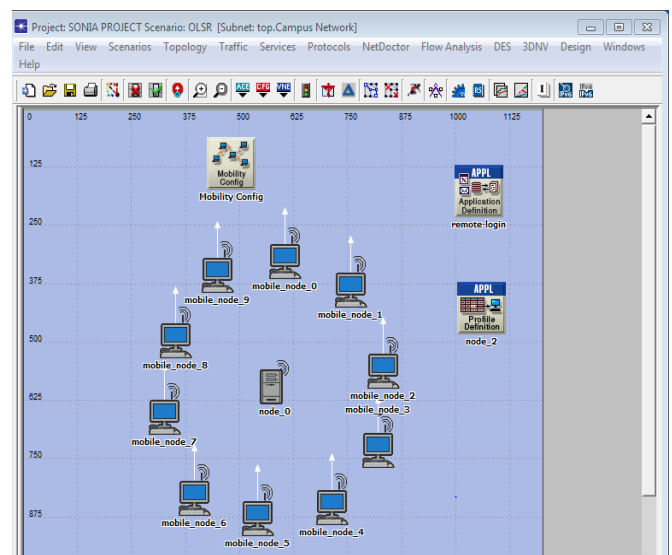 Project: SONIA PROJECT Scenario: OLSR [Subnet: top.Campus Network]
File Edit View Scenarios Topology Traffic Services Protocols NetDoctor Flow Analysis DES 3DNV Design Windows
Help
ACE CFG VNE
0 125 250 375 500 625 750 875 1000 1125
125
250
375
500
625
750
875
Mobility
Config
Mobility Config
APPL
Application
Definition
remote-login
APPL
Profile
Definition
node_2
mobile_node_0
mobile_node_9
mobile_node_1
mobile_node_8
mobile_node_2
mobile_node_3
node_0
mobile_node_7
mobile_node_6
mobile_node_4
mobile_node_5